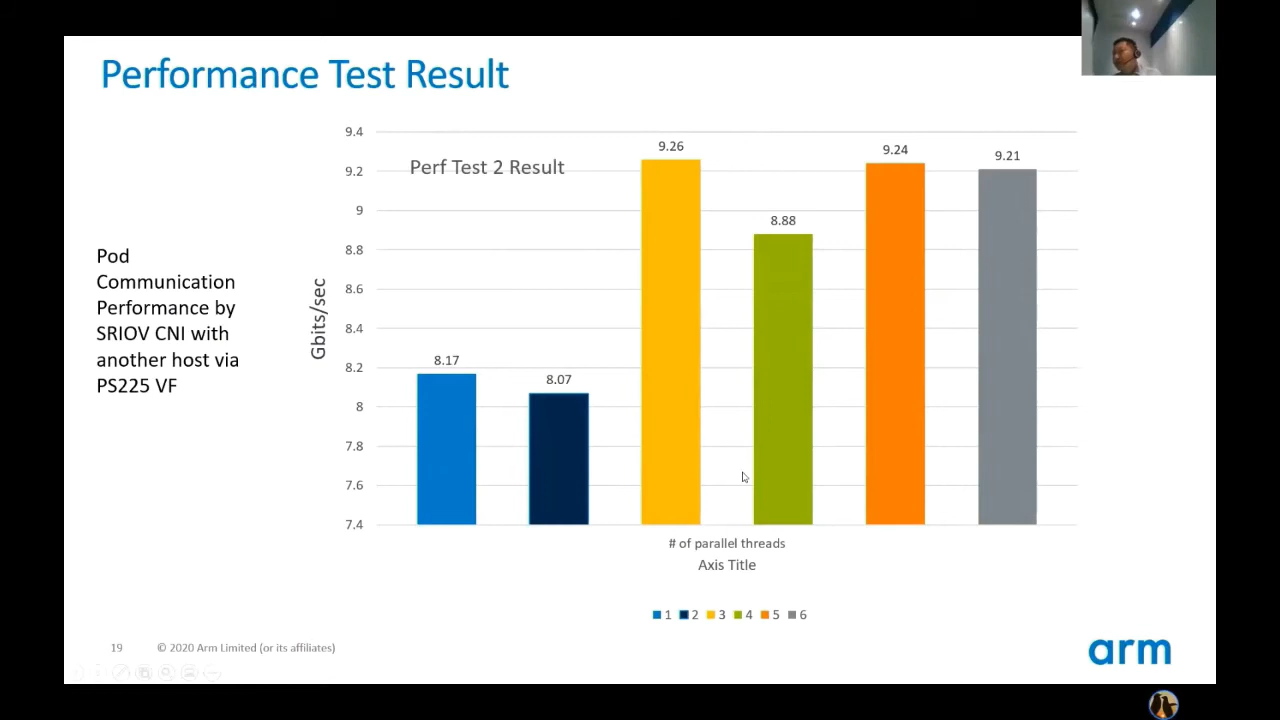 Performance Test Result
Pod
Communication
Performance by
SRIOV CNI with
another host via
PS225 VF
Perf Test 2 Result
Gbits/sec
9.4
9.2
9
8.8
8.6
8.4
8.2
8
7.8
7.6
7.4
8.17
8.07
9.26
8.88
9.24
9.21
# of parallel threads
Axis Title
1 2 3 4 5 6
19 © 2020 Arm Limited (or its affiliates)
arm